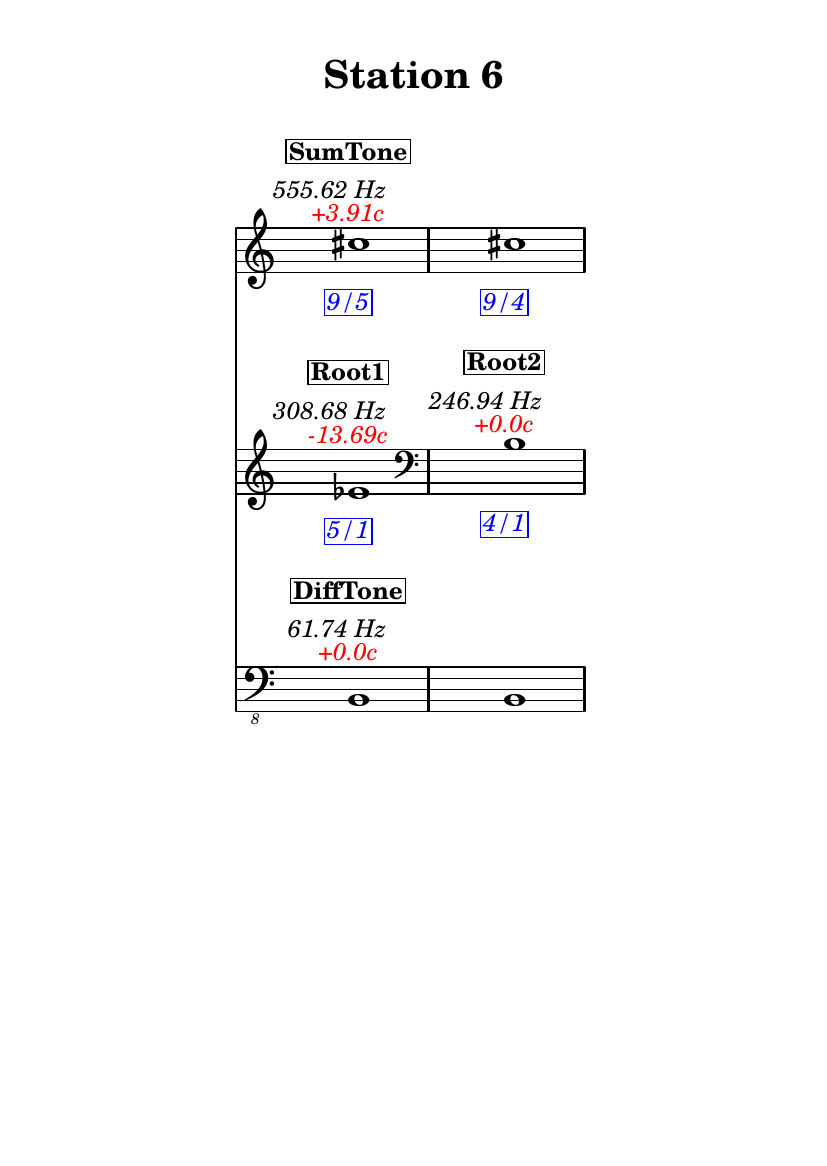 Station 6
SumTone
555.62 Hz
+3.91c
9/5 9/4
Root1 Root2
308.68 Hz 246.94 Hz
-13.69c +0.0c
5/1 4/1
DiffTone
61.74 Hz
+0.0c
8